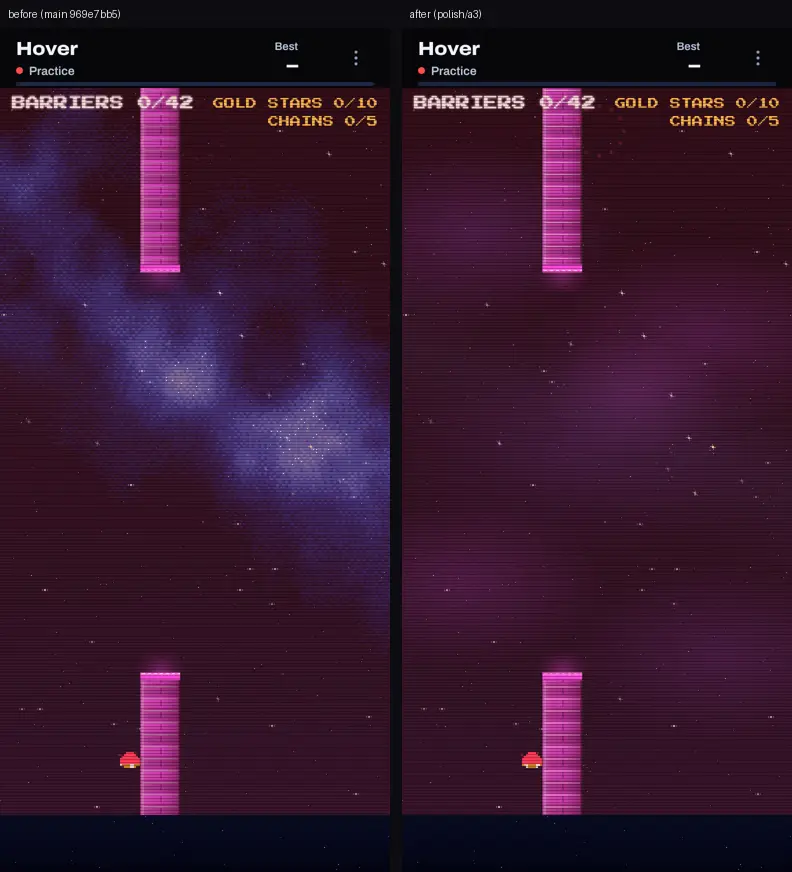 before (main 969e7bb5)
Hover
Best
Practice
—
BARRIERS 0/42
GOLD STARS 0/10
CHAINS 0/5
after (polish/a3)
Hover
Best
Practice
—
BARRIERS 0/42
GOLD STARS 0/10
CHAINS 0/5